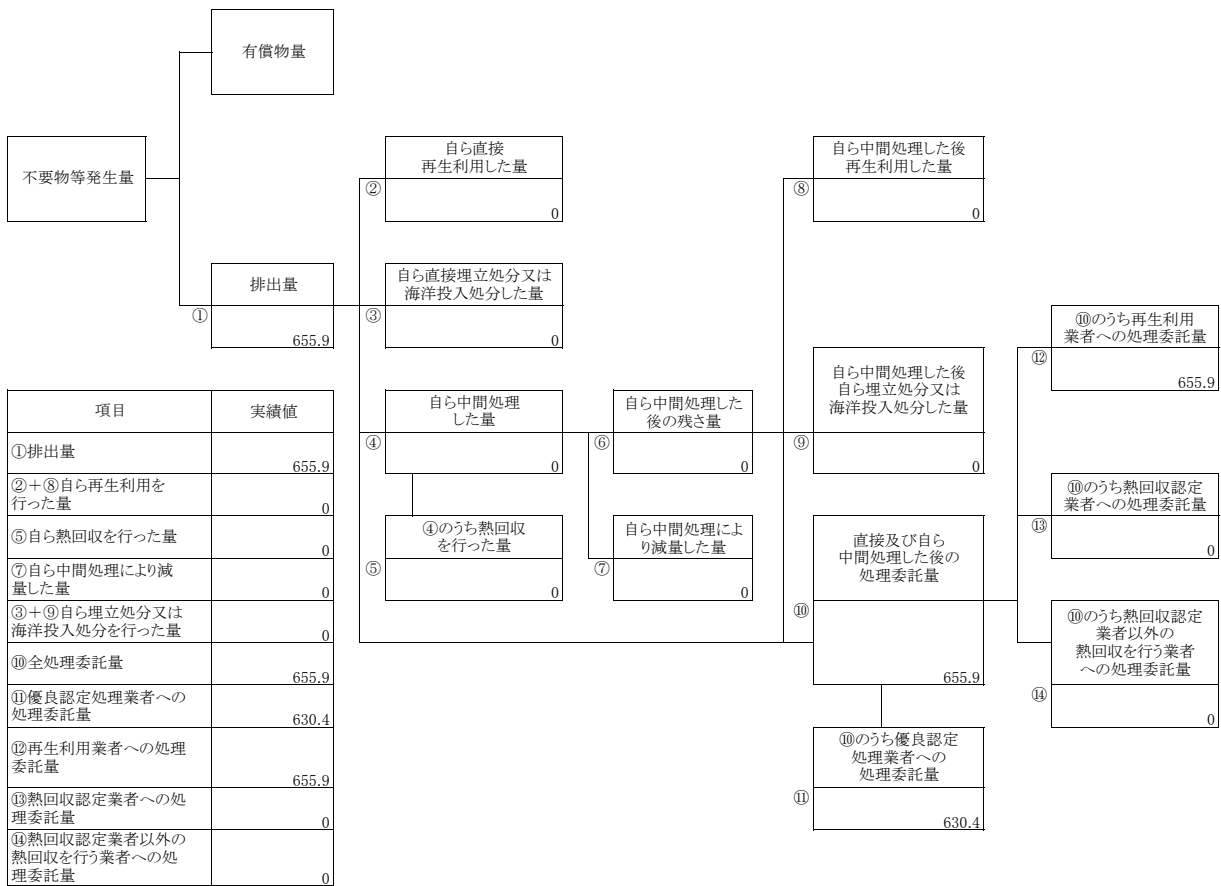 有償物量
不要物等発生量
自ら直接
再生利用した量
②
0
自ら中間処理した後
再生利用した量
⑧
0
排出量
①
655.9
自ら直接埋立処分又は
海洋投入処分した量
③
0
⑩のうち再生利用
業者への処理委託量
⑫
655.9
自ら中間処理
した量
④
0
自ら中間処理した
後の残さ量
⑥
0
自ら中間処理した後
自ら埋立処分又は
海洋投入処分した量
⑨
0
⑩のうち熱回収認定
業者への処理委託量
⑬
0
④のうち熱回収
を行った量
⑤
0
自ら中間処理によ
り減量した量
⑦
0
直接及び自ら
中間処理した後の
処理委託量
⑩
655.9
⑩のうち熱回収認定
業者以外の
熱回収を行う業者
への処理委託量
⑭
0
⑩のうち優良認定
処理業者への
処理委託量
⑪
630.4
項目 実績値
①排出量
655.9
②+⑧自ら再生利用を
行った量
0
⑤自ら熱回収を行った量
0
⑦自ら中間処理により減
量した量
0
③+⑨自ら埋立処分又は
海洋投入処分を行った量
0
⑩全処理委託量
655.9
⑪優良認定処理業者への
処理委託量
630.4
⑫再生利用業者への処理
委託量
655.9
⑬熱回収認定業者への処
理委託量
0
⑭熱回収認定業者以外の
熱回収を行う業者への処
理委託量
0